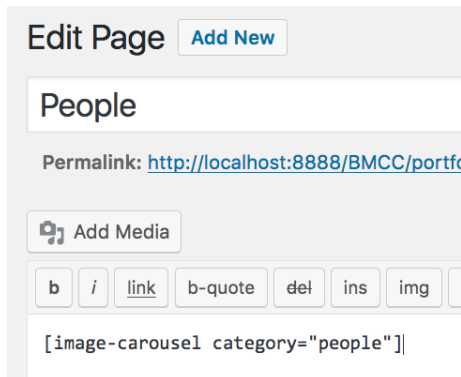 Edit Page Add New
People
Permalink: http://localhost:8888/BMCC/portfo
Add Media
b i link b-quote del ins img
[image-carousel category="people"]